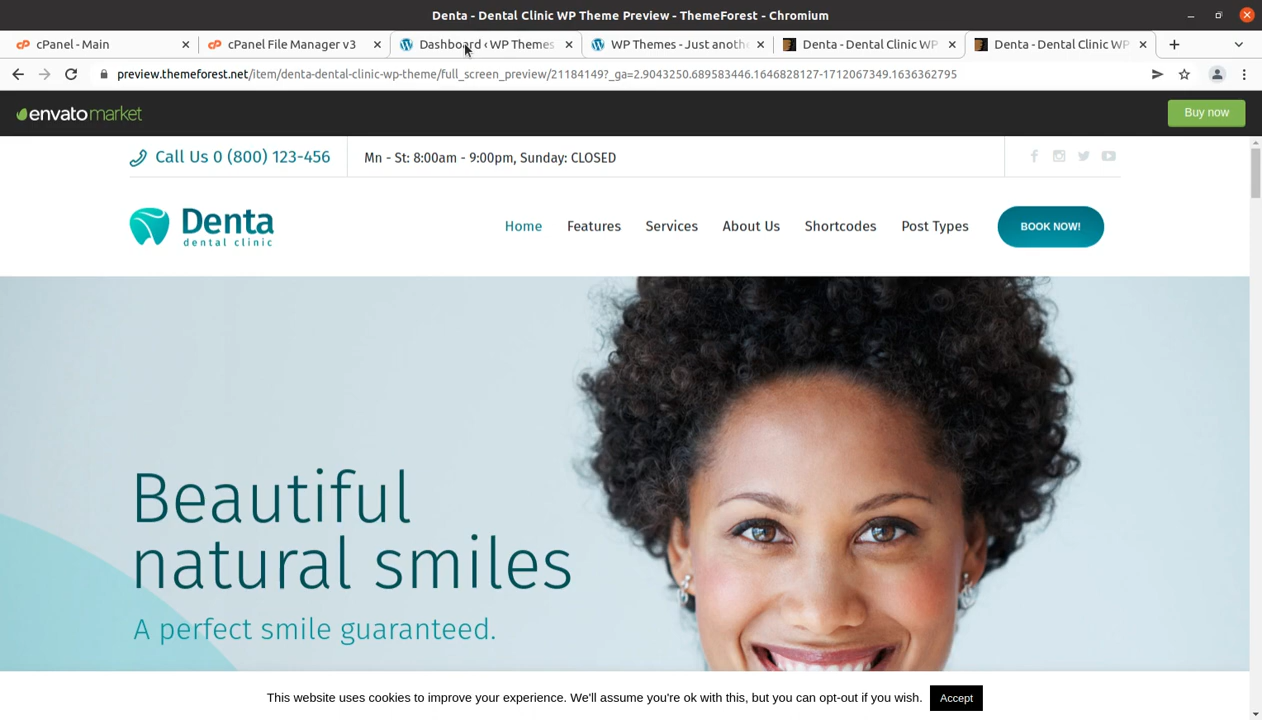 Denta - Dental Clinic WP Theme Preview - ThemeForest - Chromium
cPanel - Main
cPanel File Manager v3
Dashboard ‹ WP Themes
WP Themes - Just anoth
Denta - Dental Clinic WP
Denta - Dental Clinic WP
preview.themeforest.net/item/denta-dental-clinic-wp-theme/full_screen_preview/21184149?_ga=2.9043250.689583446.1646828127-1712067349.1636362795
envatomarket
Buy now
Call Us 0 (800) 123-456
Mn - St: 8:00am - 9:00pm, Sunday: CLOSED
Denta
dental clinic
Home
Features
Services
About Us
Shortcodes
Post Types
BOOK NOW!
Beautiful
natural smiles
A perfect smile guaranteed.
This website uses cookies to improve your experience. We'll assume you're ok with this, but you can opt-out if you wish.
Accept